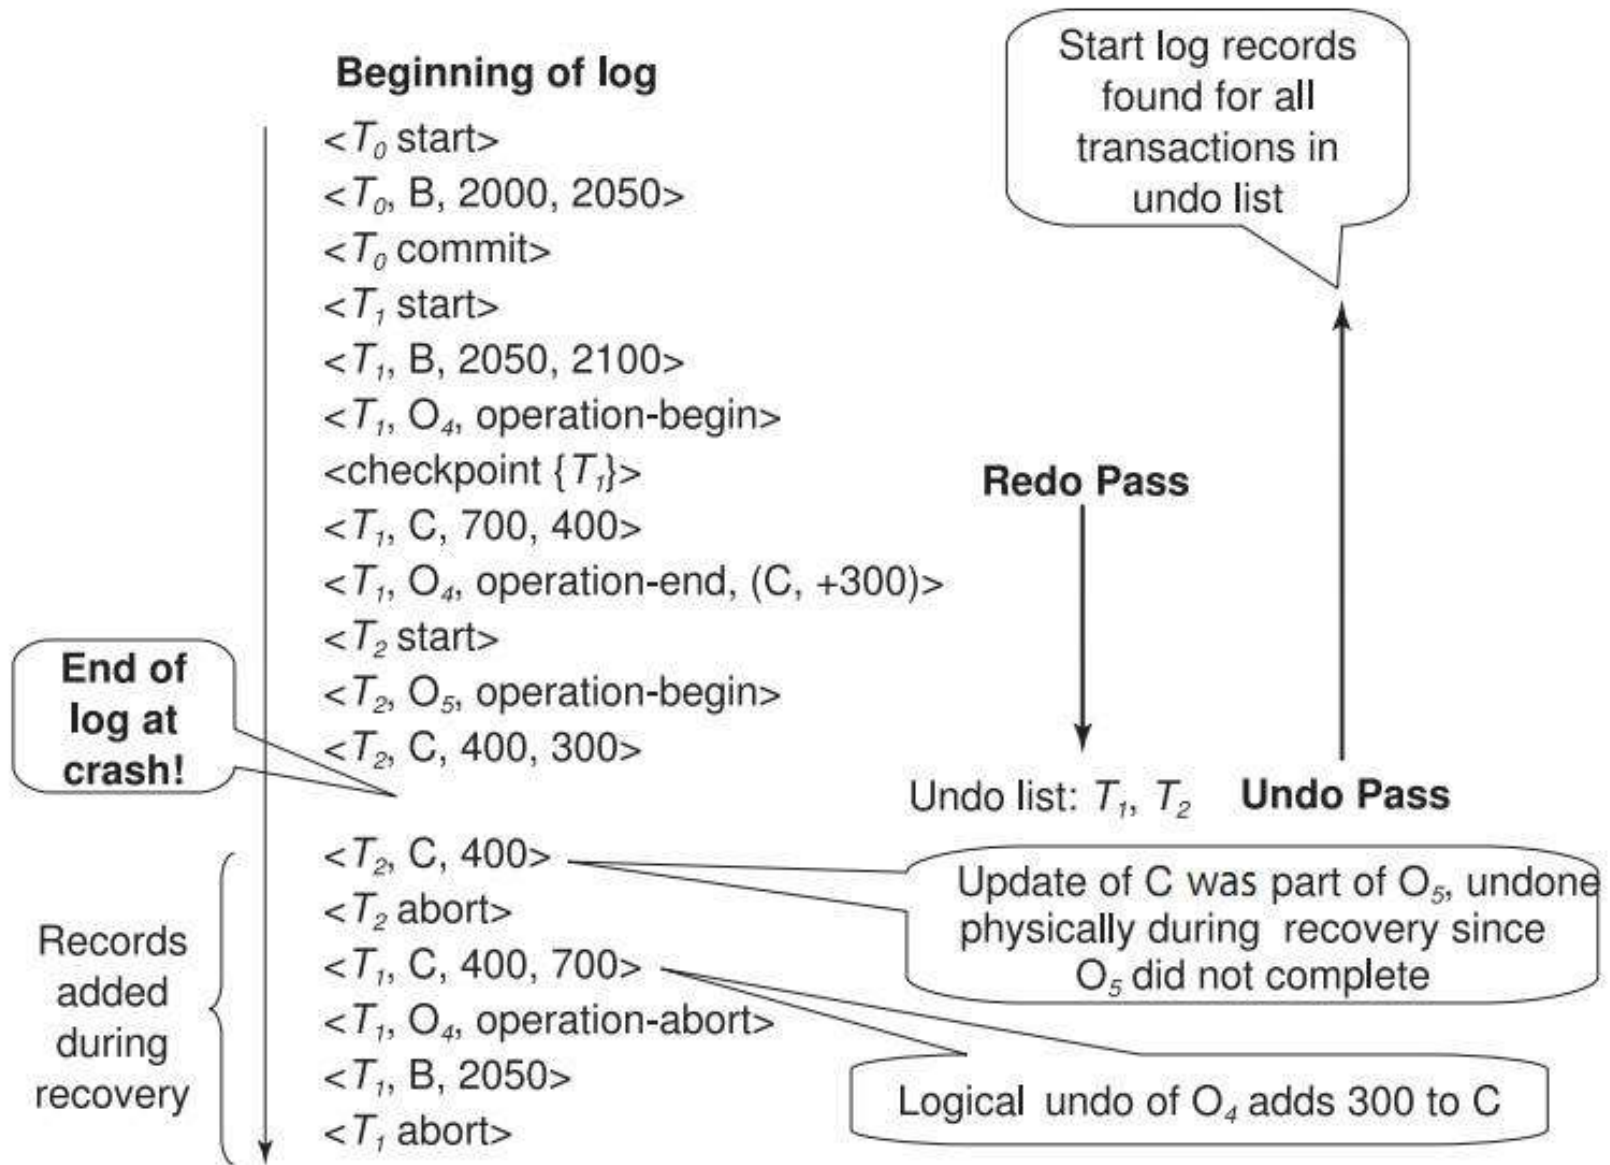 Beginning of log
<T0 start>
<T0, B, 2000, 2050>
<T0 commit>
<T1 start>
<T1, B, 2050, 2100>
<T1, O4, operation-begin>
<checkpoint {T1}>
<T1, C, 700, 400>
<T1, O4, operation-end, (C, +300)>
<T2 start>
<T2, O5, operation-begin>
<T2, C, 400, 300>
End of
log at
crash!
<T2, C, 400>
<T2 abort>
<T1, C, 400, 700>
<T1, O4, operation-abort>
<T1, B, 2050>
<T1 abort>
Records
added
during
recovery
Start log records
found for all
transactions in
undo list
Redo Pass
Undo list: T1, T2
Undo Pass
Update of C was part of O5, undone
physically during recovery since
O5 did not complete
Logical undo of O4 adds 300 to C